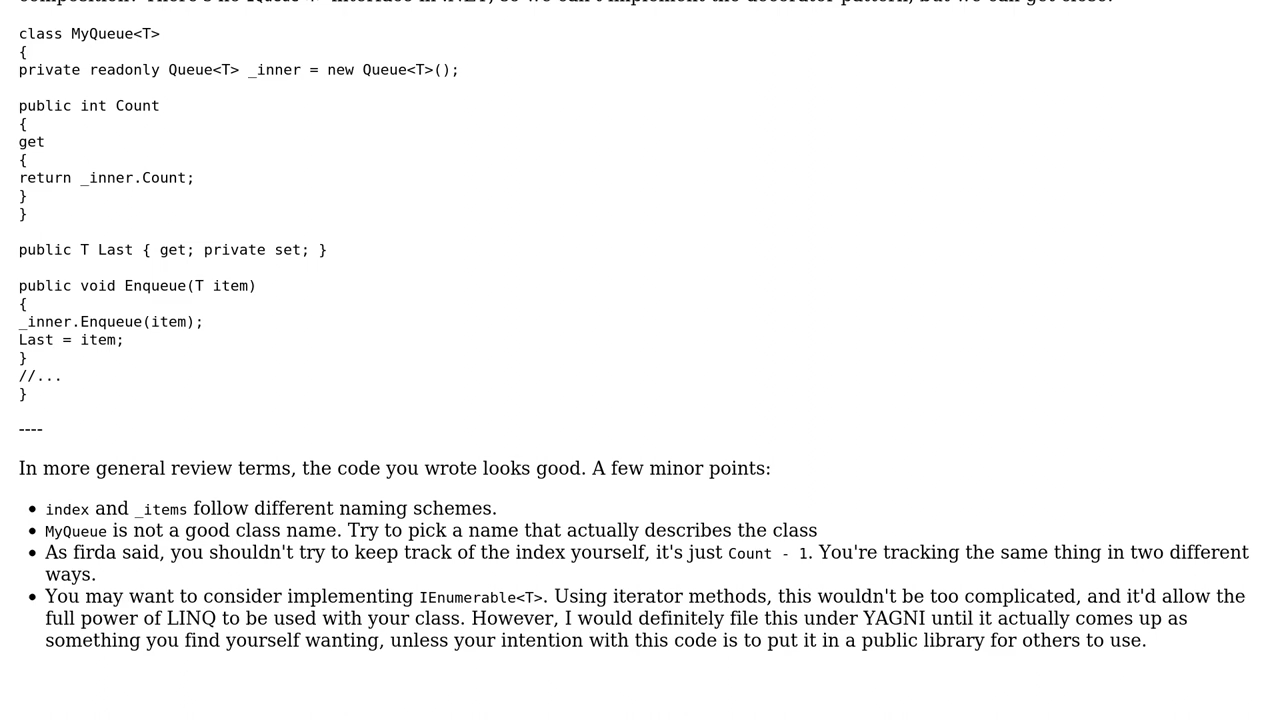 class MyQueue<T>
{
private readonly Queue<T> _inner = new Queue<T>();
public int Count
{
get
{
return _inner.Count;
}
}
public T Last { get; private set; }
public void Enqueue(T item)
{
_inner.Enqueue(item);
Last = item;
}
//...
}
----
In more general review terms, the code you wrote looks good. A few minor points:
• index and _items follow different naming schemes.
• MyQueue is not a good class name. Try to pick a name that actually describes the class
• As firda said, you shouldn't try to keep track of the index yourself, it's just Count - 1. You're tracking the same thing in two different
ways.
• You may want to consider implementing IEnumerable<T>. Using iterator methods, this wouldn't be too complicated, and it'd allow the
full power of LINQ to be used with your class. However, I would definitely file this under YAGNI until it actually comes up as
something you find yourself wanting, unless your intention with this code is to put it in a public library for others to use.